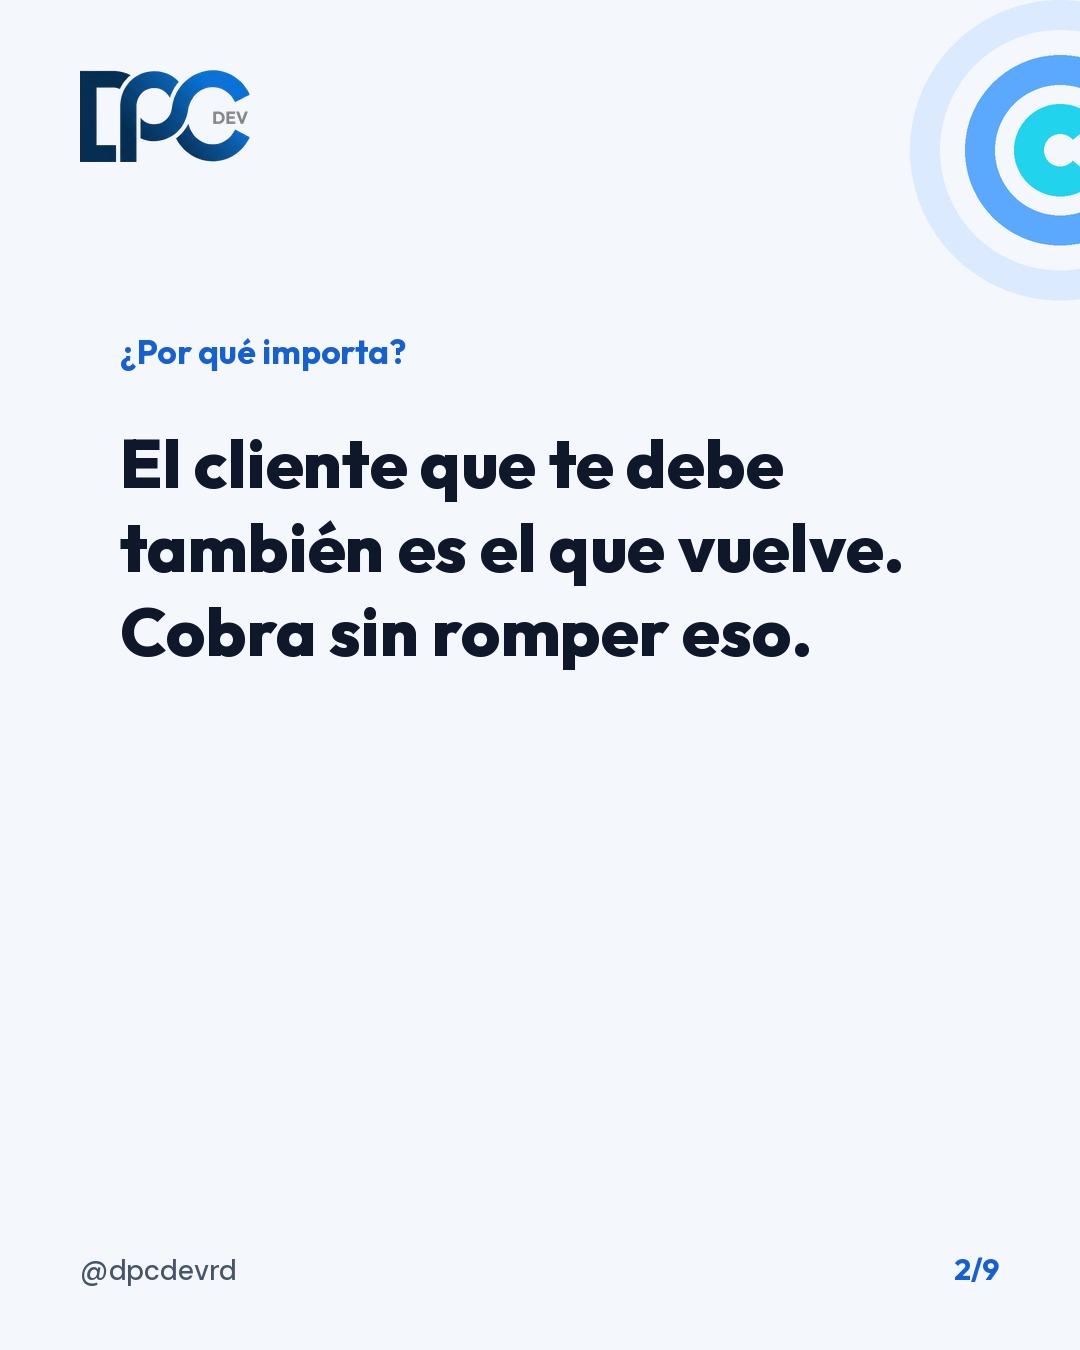 DPC
DEV
¿Por qué importa?
El cliente que te debe
también es el que vuelve.
Cobra sin romper eso.
@dpcdevrd
2/9